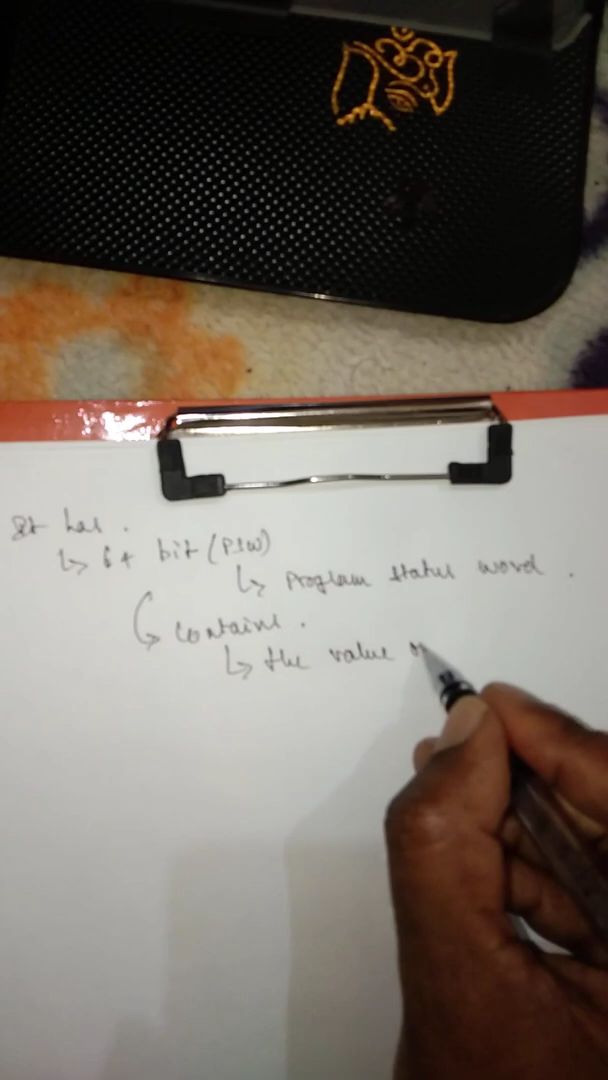 It has.
↳ 64 bit (PSW)
↳ Program status word.
↳ contains.
↳ the value o